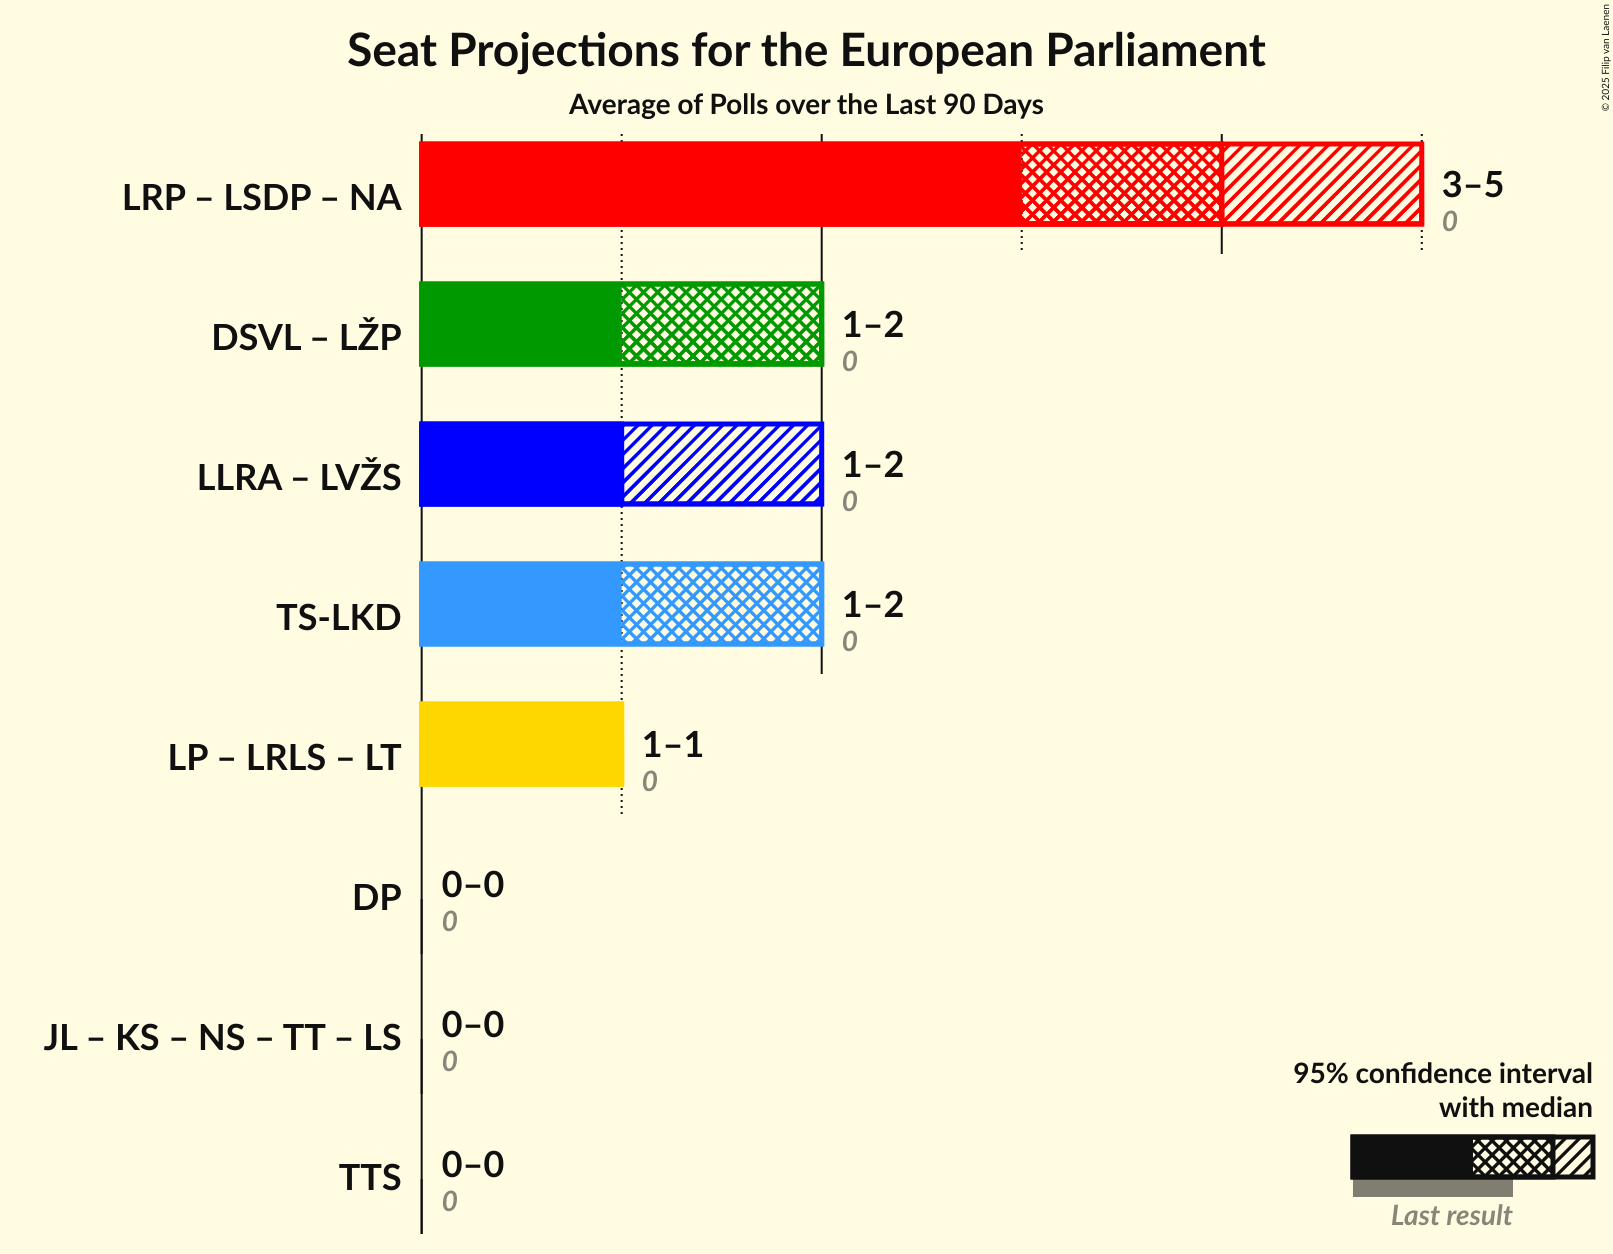 Seat Projections for the European Parliament
Average of Polls over the Last 90 Days
© 2025 Filip van Laenen
LRP – LSDP – NA
3–5
0
DSVL – LŽP
1–2
0
LLRA – LVŽS
1–2
0
TS-LKD
1–2
0
LP – LRLS – LT
1–1
0
DP
0–0
0
JL – KS – NS – TT – LS
0–0
0
TTS
0–0
0
95% confidence interval
with median
Last result